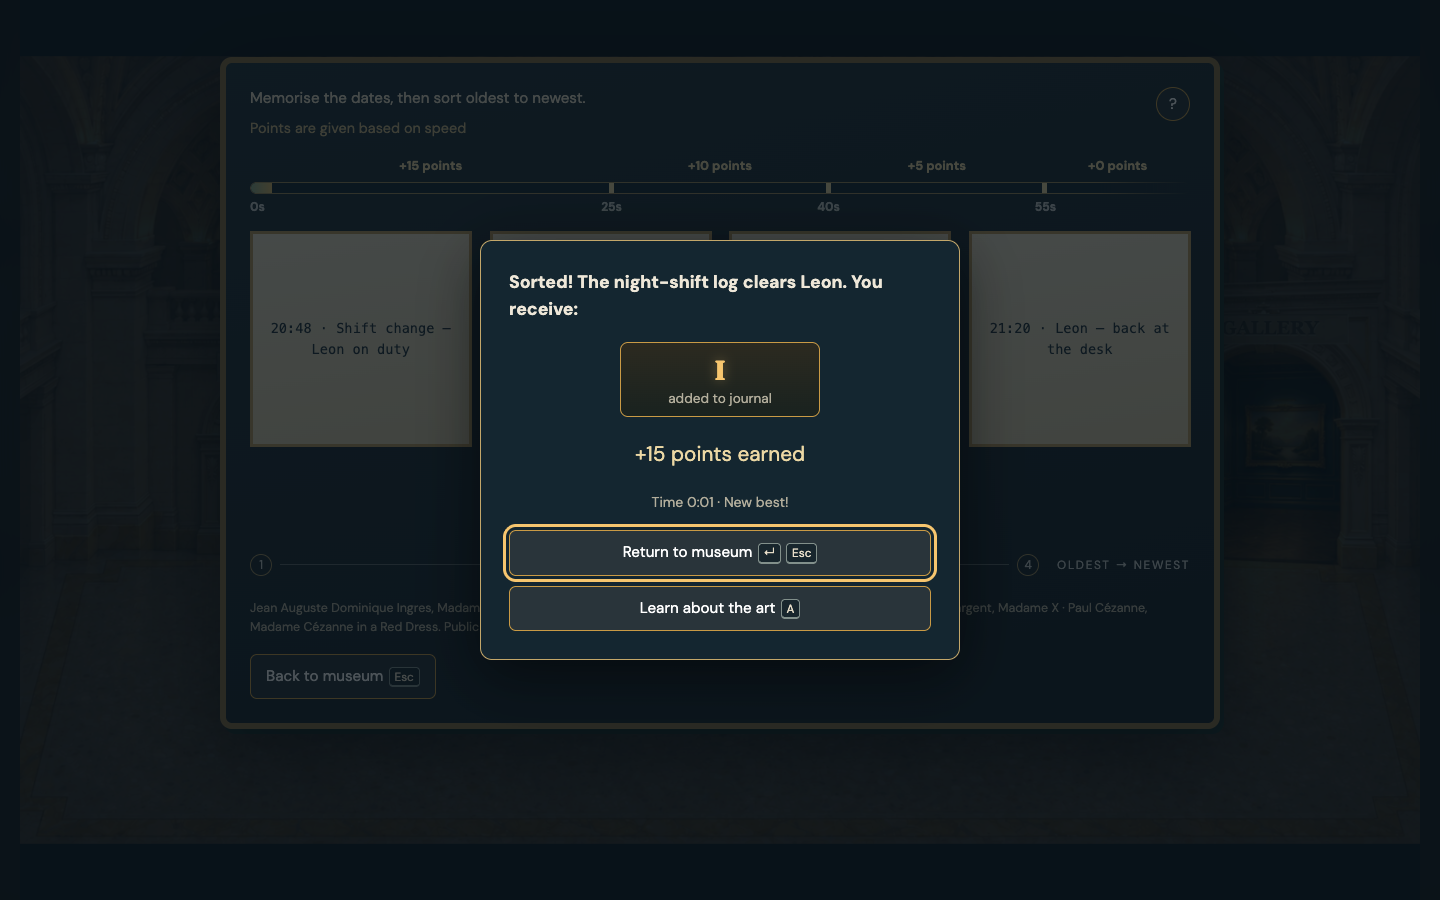 Memorise the dates, then sort oldest to newest.
?
Points are given based on speed
+15 points
+10 points
+5 points
+0 points
0s
25s
40s
55s
20:48 · Shift change –
Leon on duty
21:20 · Leon – back at
the desk
GALLERY
Sorted! The night-shift log clears Leon. You
receive:
I
added to journal
+15 points earned
Time 0:01 · New best!
Return to museum ↵ Esc
Learn about the art A
1
4
OLDEST → NEWEST
Jean Auguste Dominique Ingres, Madam
rgent, Madame X · Paul Cézanne,
Madame Cézanne in a Red Dress. Public
Back to museum Esc